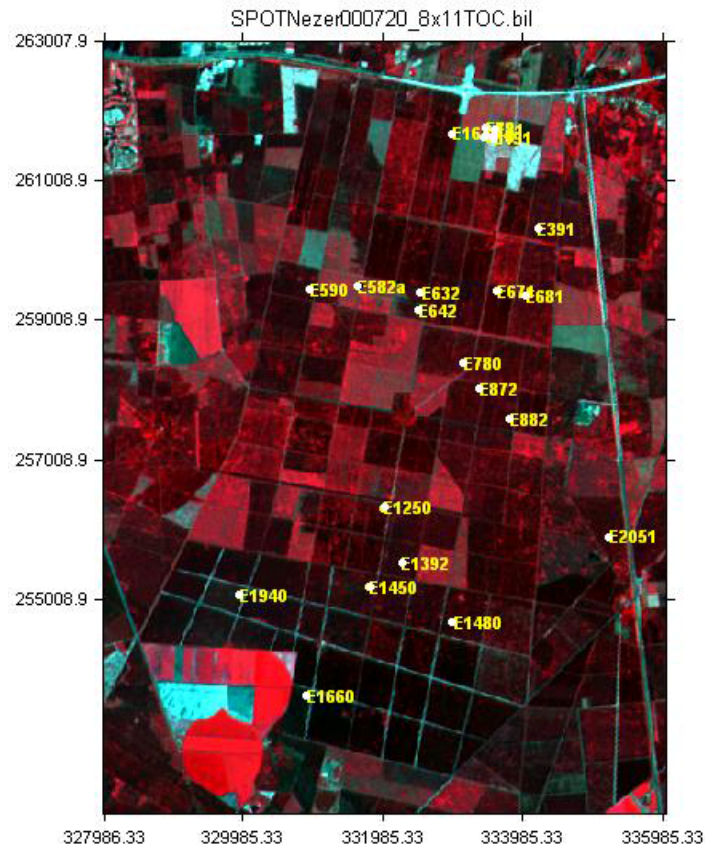 SPOTNezer000720_8x11TOC.bil
263007.9
261008.9
E391
E590
E582a
E632
E671
E681
E642
259008.9
E780
E872
E882
257008.9
E1250
E2051
E1392
E1450
E1940
255008.9
E1480
E1660
327986.33 329985.33 331985.33 333985.33 335985.33